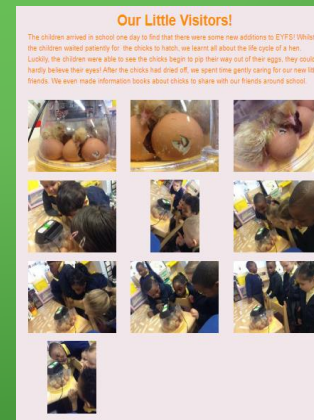 Our Little Visitors!
The children arrived in school one day to find that there were some new additions to EYFS! Whilst
the children waited patiently for the chicks to hatch, we learnt all about the life cycle of a hen.
Luckily, the children were able to see the chicks begin to pip their way out of their eggs, they could
hardly believe their eyes! After the chicks had dried off, we spent time gently caring for our new litt
friends. We even made information books about chicks to share with our friends around school.